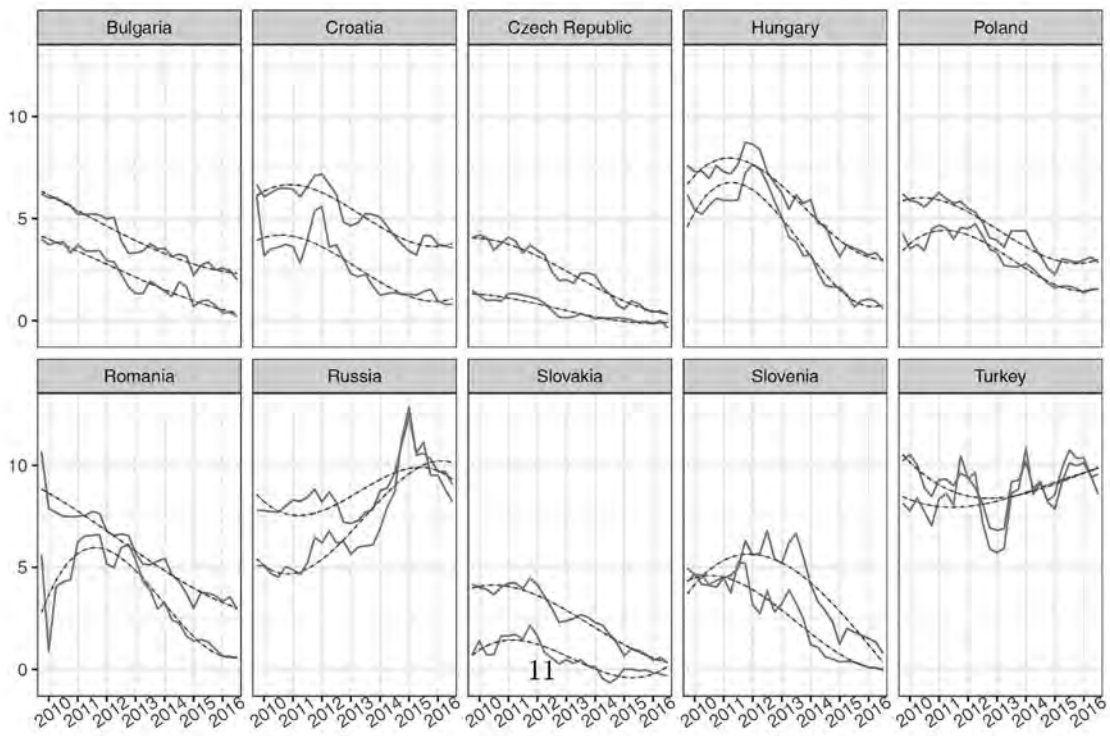 Bulgaria Croatia Czech Republic Hungary Poland
10
5
0
Romania Russia Slovakia Slovenia Turkey
10
5
0
11
2010 2011 2012 2013 2014 2015 2016 2010 2011 2012 2013 2014 2015 2016 2010 2011 2012 2013 2014 2015 2016 2010 2011 2012 2013 2014 2015 2016 2010 2011 2012 2013 2014 2015 2016